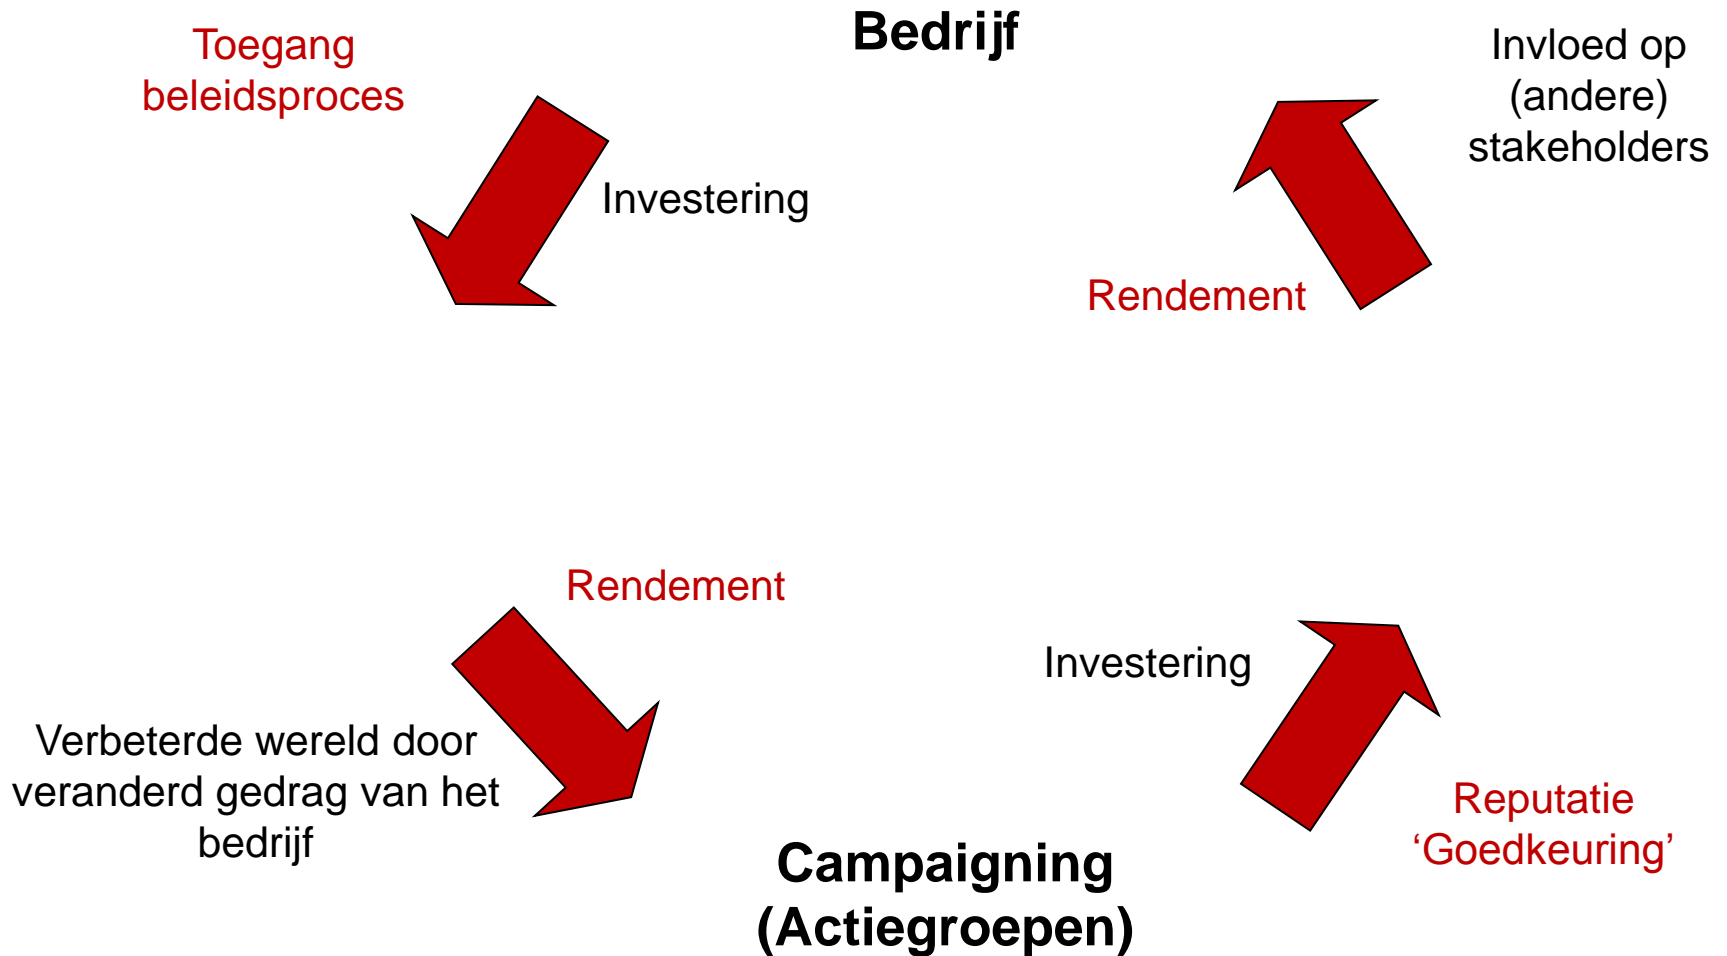 Bedrijf
Toegang
beleidsproces
Invloed op
(andere)
stakeholders
Investering
Rendement
Rendement
Investering
Verbeterde wereld door
veranderd gedrag van het
bedrijf
Reputatie
‘Goedkeuring’
Campaigning
(Actiegroepen)